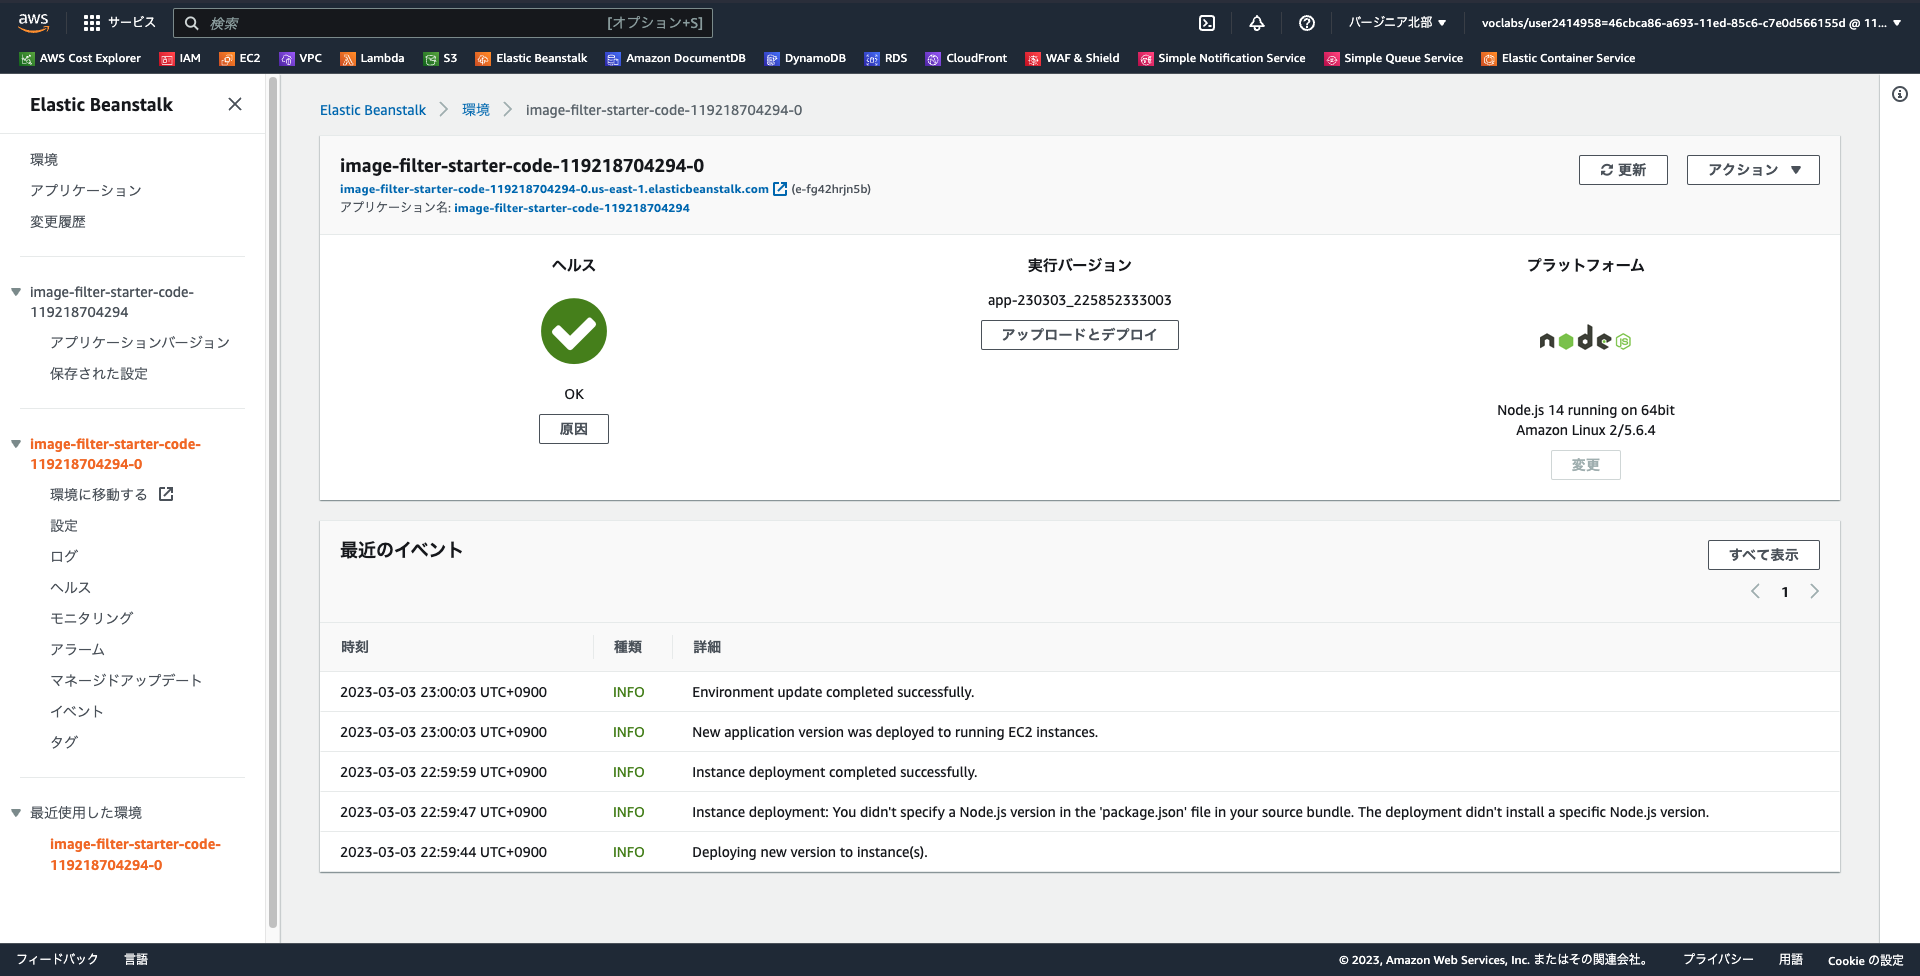 aws
サービス
検索
[オプション+S]
バージニア北部 ▼
voclabs/user2414958=46cbca86-a693-11ed-85c6-c7e0d566155d @ 11... ▼
AWS Cost Explorer
IAM
EC2
VPC
Lambda
S3
Elastic Beanstalk
Amazon DocumentDB
DynamoDB
RDS
CloudFront
WAF & Shield
Simple Notification Service
Simple Queue Service
Elastic Container Service
Elastic Beanstalk
環境
アプリケーション
変更履歴
image-filter-starter-code-
119218704294
アプリケーションバージョン
保存された設定
image-filter-starter-code-
119218704294-0
環境に移動する
設定
ログ
ヘルス
モニタリング
アラーム
マネージドアップデート
イベント
タグ
最近使用した環境
image-filter-starter-code-
119218704294-0
Elastic Beanstalk > 環境 > image-filter-starter-code-119218704294-0
image-filter-starter-code-119218704294-0
image-filter-starter-code-119218704294-0.us-east-1.elasticbeanstalk.com (e-fg42hrjn5b)
アプリケーション名: image-filter-starter-code-119218704294
更新
アクション ▼
ヘルス
OK
原因
実行バージョン
app-230303_225852333003
アップロードとデプロイ
プラットフォーム
node JS
Node.js 14 running on 64bit
Amazon Linux 2/5.6.4
変更
最近のイベント
すべて表示
1
時刻 種類 詳細
2023-03-03 23:00:03 UTC+0900 INFO Environment update completed successfully.
2023-03-03 23:00:03 UTC+0900 INFO New application version was deployed to running EC2 instances.
2023-03-03 22:59:59 UTC+0900 INFO Instance deployment completed successfully.
2023-03-03 22:59:47 UTC+0900 INFO Instance deployment: You didn't specify a Node.js version in the 'package.json' file in your source bundle. The deployment didn't install a specific Node.js version.
2023-03-03 22:59:44 UTC+0900 INFO Deploying new version to instance(s).
フィードバック
言語
© 2023, Amazon Web Services, Inc. またはその関連会社。
プライバシー
用語
Cookie の設定